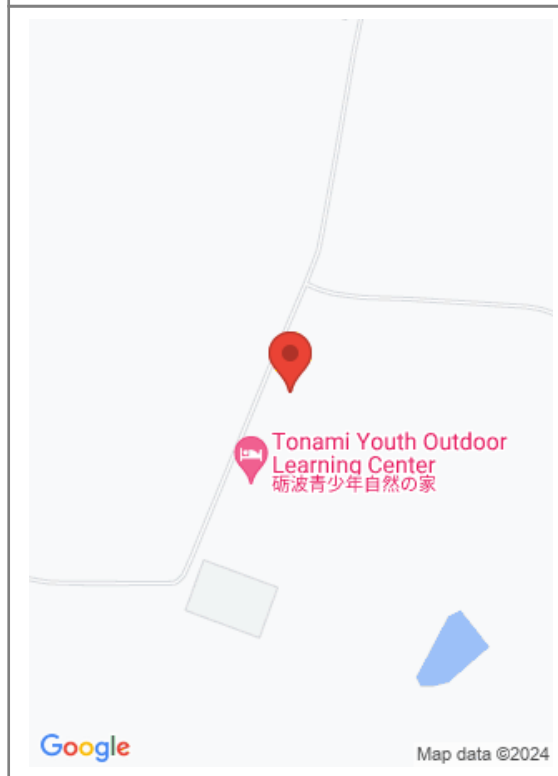 Tonami Youth Outdoor
Learning Center
砺波青少年自然の家
Google
Map data ©2024